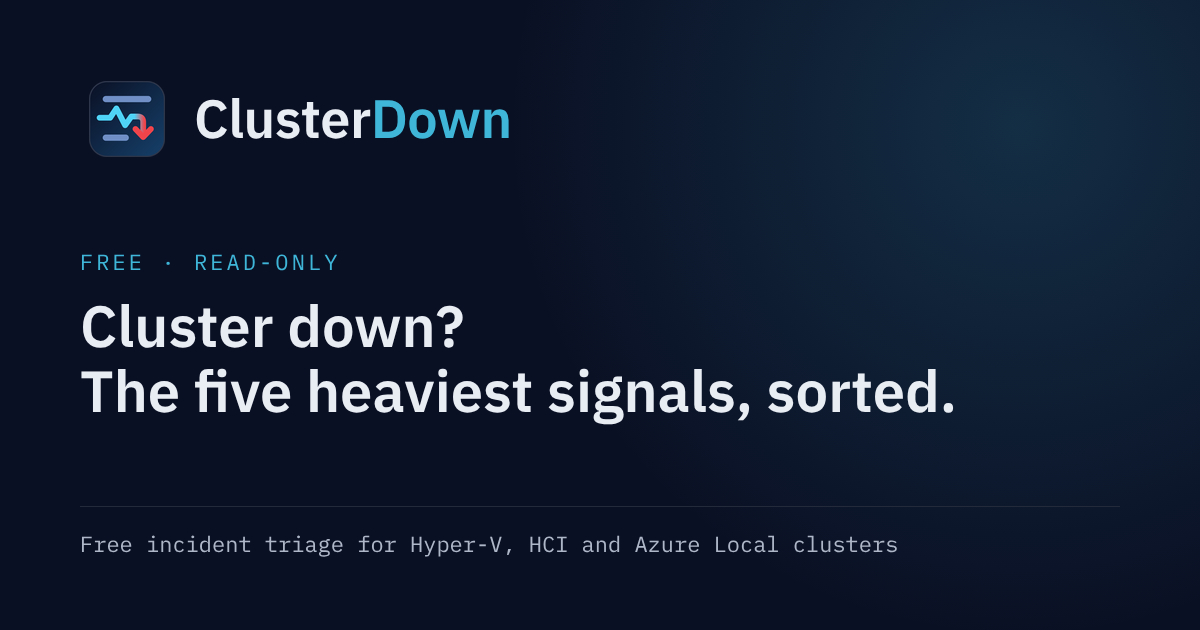 ClusterDown
FREE · READ-ONLY
Cluster down?
The five heaviest signals, sorted.
Free incident triage for Hyper-V, HCI and Azure Local clusters